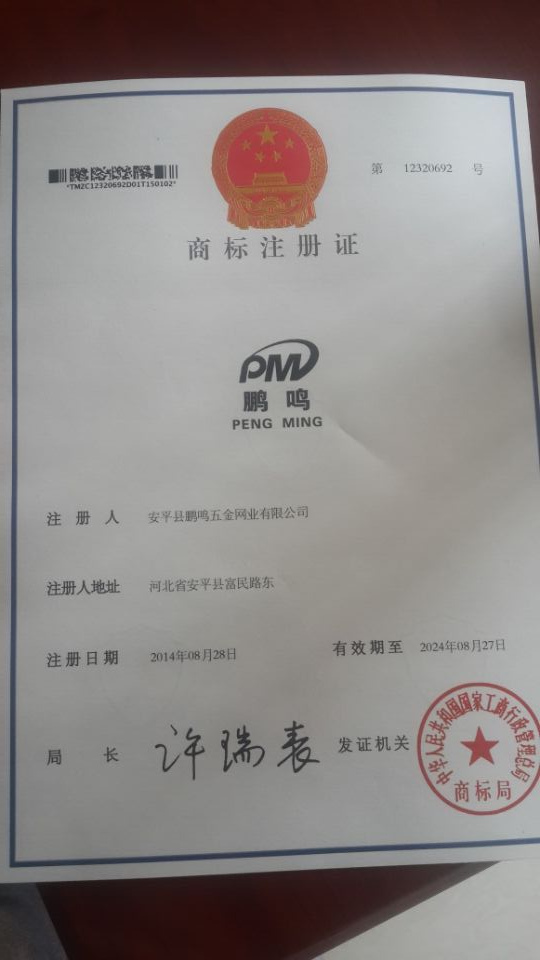 *TMZC12320692D01T150102*
第 12320692 号
商标注册证
PM
鹏鸣
PENG MING
注册人 安平县鹏鸣五金网业有限公司
注册人地址 河北省安平县富民路东
注册日期 2014年08月28日 有效期至 2024年08月27日
局长 许瑞表 发证机关
中华人民共和国国家工商行政管理总局
商标局